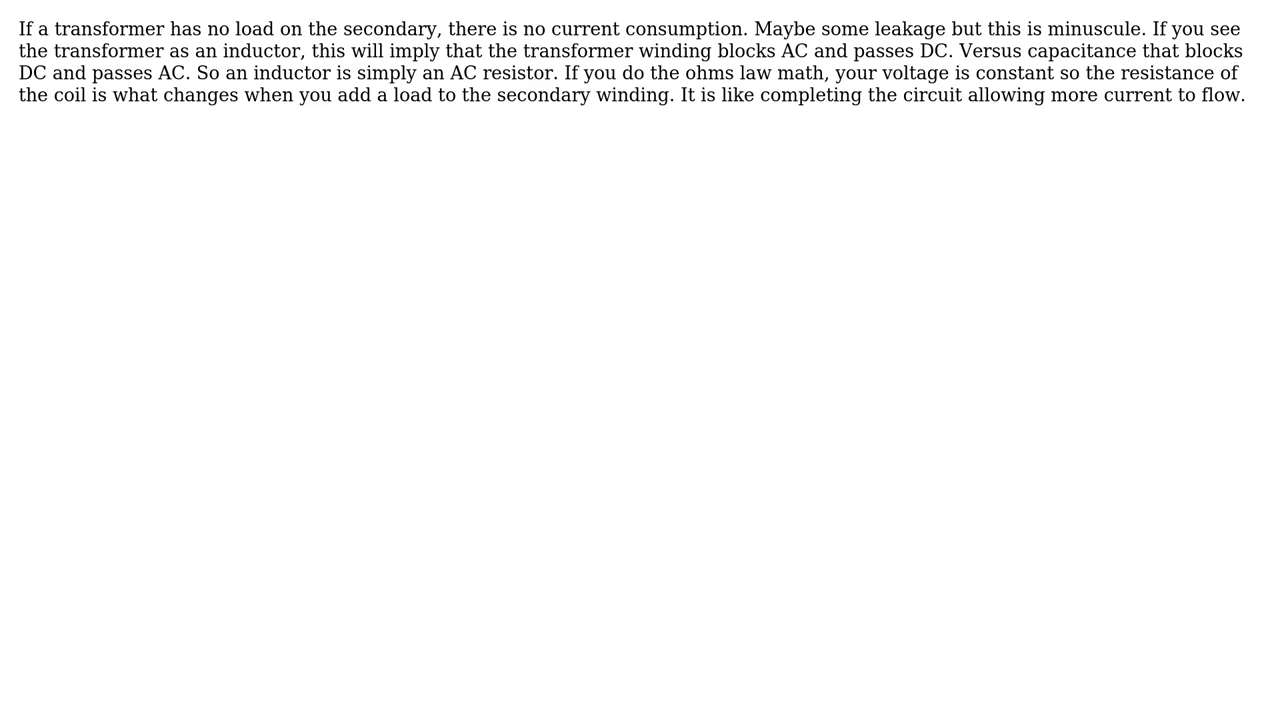 If a transformer has no load on the secondary, there is no current consumption. Maybe some leakage but this is minuscule. If you see
the transformer as an inductor, this will imply that the transformer winding blocks AC and passes DC. Versus capacitance that blocks
DC and passes AC. So an inductor is simply an AC resistor. If you do the ohms law math, your voltage is constant so the resistance of
the coil is what changes when you add a load to the secondary winding. It is like completing the circuit allowing more current to flow.